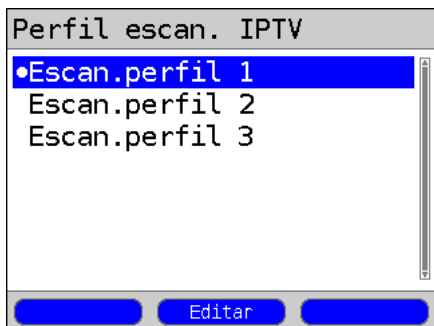 Perfil escan. IPTV
•Escan.perfil 1
Escan.perfil 2
Escan.perfil 3
Editar